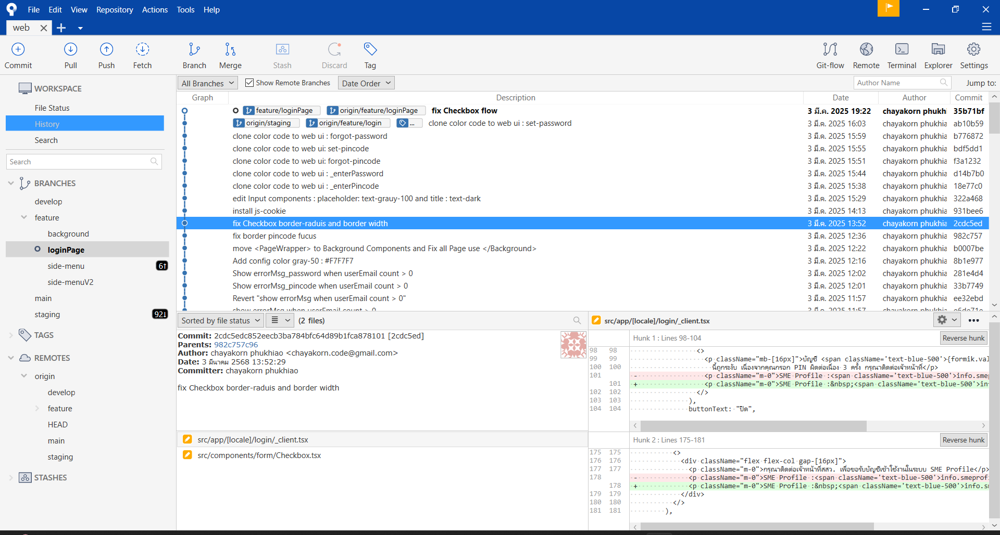 File Edit View Repository Actions Tools Help
web
Commit Pull Push Fetch Branch Merge Stash Discard Tag Git-flow Remote Terminal Explorer Settings
WORKSPACE
File Status
History
Search
Search
BRANCHES
develop
feature
background
loginPage
side-menu 6↑
side-menuV2
main
staging 92↓
TAGS
REMOTES
origin
develop
feature
HEAD
main
staging
STASHES
All Branches Show Remote Branches Date Order Author Name Jump to:
Graph Description Date Author Commit
feature/loginPage origin/feature/loginPage fix Checkbox flow 3 มี.ค. 2025 19:22 chayakorn phukh 35b71bf
origin/staging origin/feature/login ... clone color code to web ui : set-password 3 มี.ค. 2025 16:03 chayakorn phukhia ab10b59
clone color code to web ui : forgot-password 3 มี.ค. 2025 15:59 chayakorn phukhia b776872
clone color code to web ui: set-pincode 3 มี.ค. 2025 15:55 chayakorn phukhia bdf5dd1
clone color code to web ui: forgot-pincode 3 มี.ค. 2025 15:51 chayakorn phukhia f3a1232
clone color code to web ui : _enterPassword 3 มี.ค. 2025 15:44 chayakorn phukhia d14b7b0
clone color code to web ui : _enterPincode 3 มี.ค. 2025 15:38 chayakorn phukhia 18e77c0
edit Input components : placeholder: text-grauy-100 and title : text-dark 3 มี.ค. 2025 15:29 chayakorn phukhia 322a468
install js-cookie 3 มี.ค. 2025 14:13 chayakorn phukhia 931bee6
fix Checkbox border-raduis and border width 3 มี.ค. 2025 13:52 chayakorn phukhia 2cdc5ed
fix border pincode fucus 3 มี.ค. 2025 12:36 chayakorn phukhia 982c757
move <PageWrapper> to Background Components and Fix all Page use </Background> 3 มี.ค. 2025 12:22 chayakorn phukhia b0007be
Add config color gray-50 : #F7F7F7 3 มี.ค. 2025 12:16 chayakorn phukhia 8b1e977
Show errorMsg_password when userEmail count > 0 3 มี.ค. 2025 12:02 chayakorn phukhia 281e4d4
Show errorMsg_pincode when userEmail count > 0 3 มี.ค. 2025 12:01 chayakorn phukhia 33b7749
Revert "show errorMsg when userEmail count > 0" 3 มี.ค. 2025 11:57 chayakorn phukhia ee32ebd
show errorMsg when userEmail count > 0 3 มี.ค. 2025 11:57 chayakorn phukhia e6de71e
Sorted by file status (2 files)
Commit: 2cdc5edc852eecb3ba784bfc64d89b1fca878101 [2cdc5ed]
Parents: 982c757c96
Author: chayakorn phukhiao <chayakorn.code@gmail.com>
Date: 3 มีนาคม 2568 13:52:29
Committer: chayakorn phukhiao
fix Checkbox border-raduis and border width
src/app/[locale]/login/_client.tsx
src/components/form/Checkbox.tsx
src/app/[locale]/login/_client.tsx
Hunk 1 : Lines 98-104 Reverse hunk
98 98 <>
99 99 <p className="mb-[16px]">บัญชี <span className='text-blue-500'>{formik.val
100 100 นี้ถูกระงับ เนื่องจากคุณกรอก PIN ผิดต่อเนื่อง 3 ครั้ง กรุณาติดต่อเจ้าหน้าที่</p>
101 - <p className="m-0">SME Profile :<span className='text-blue-500'>info.smep
101 + <p className="m-0">SME Profile :&nbsp;<span className='text-blue-500'>inf
102 102 </>
103 103 ),
104 104 buttonText: "ปิด",
Hunk 2 : Lines 175-181 Reverse hunk
175 175 <>
176 176 <div className="flex flex-col gap-[16px]">
177 177 <p className="m-0">กรุณาติดต่อเจ้าหน้าที่สสว. เพื่อขอรับบัญชีเข้าใช้งานในระบบ SME Profile</p>
178 - <p className="m-0">SME Profile :<span className='text-blue-500'>info.smeprof
178 + <p className="m-0">SME Profile :&nbsp;<span className='text-blue-500'>info.s
179 179 </div>
180 180 </>
181 181 ),